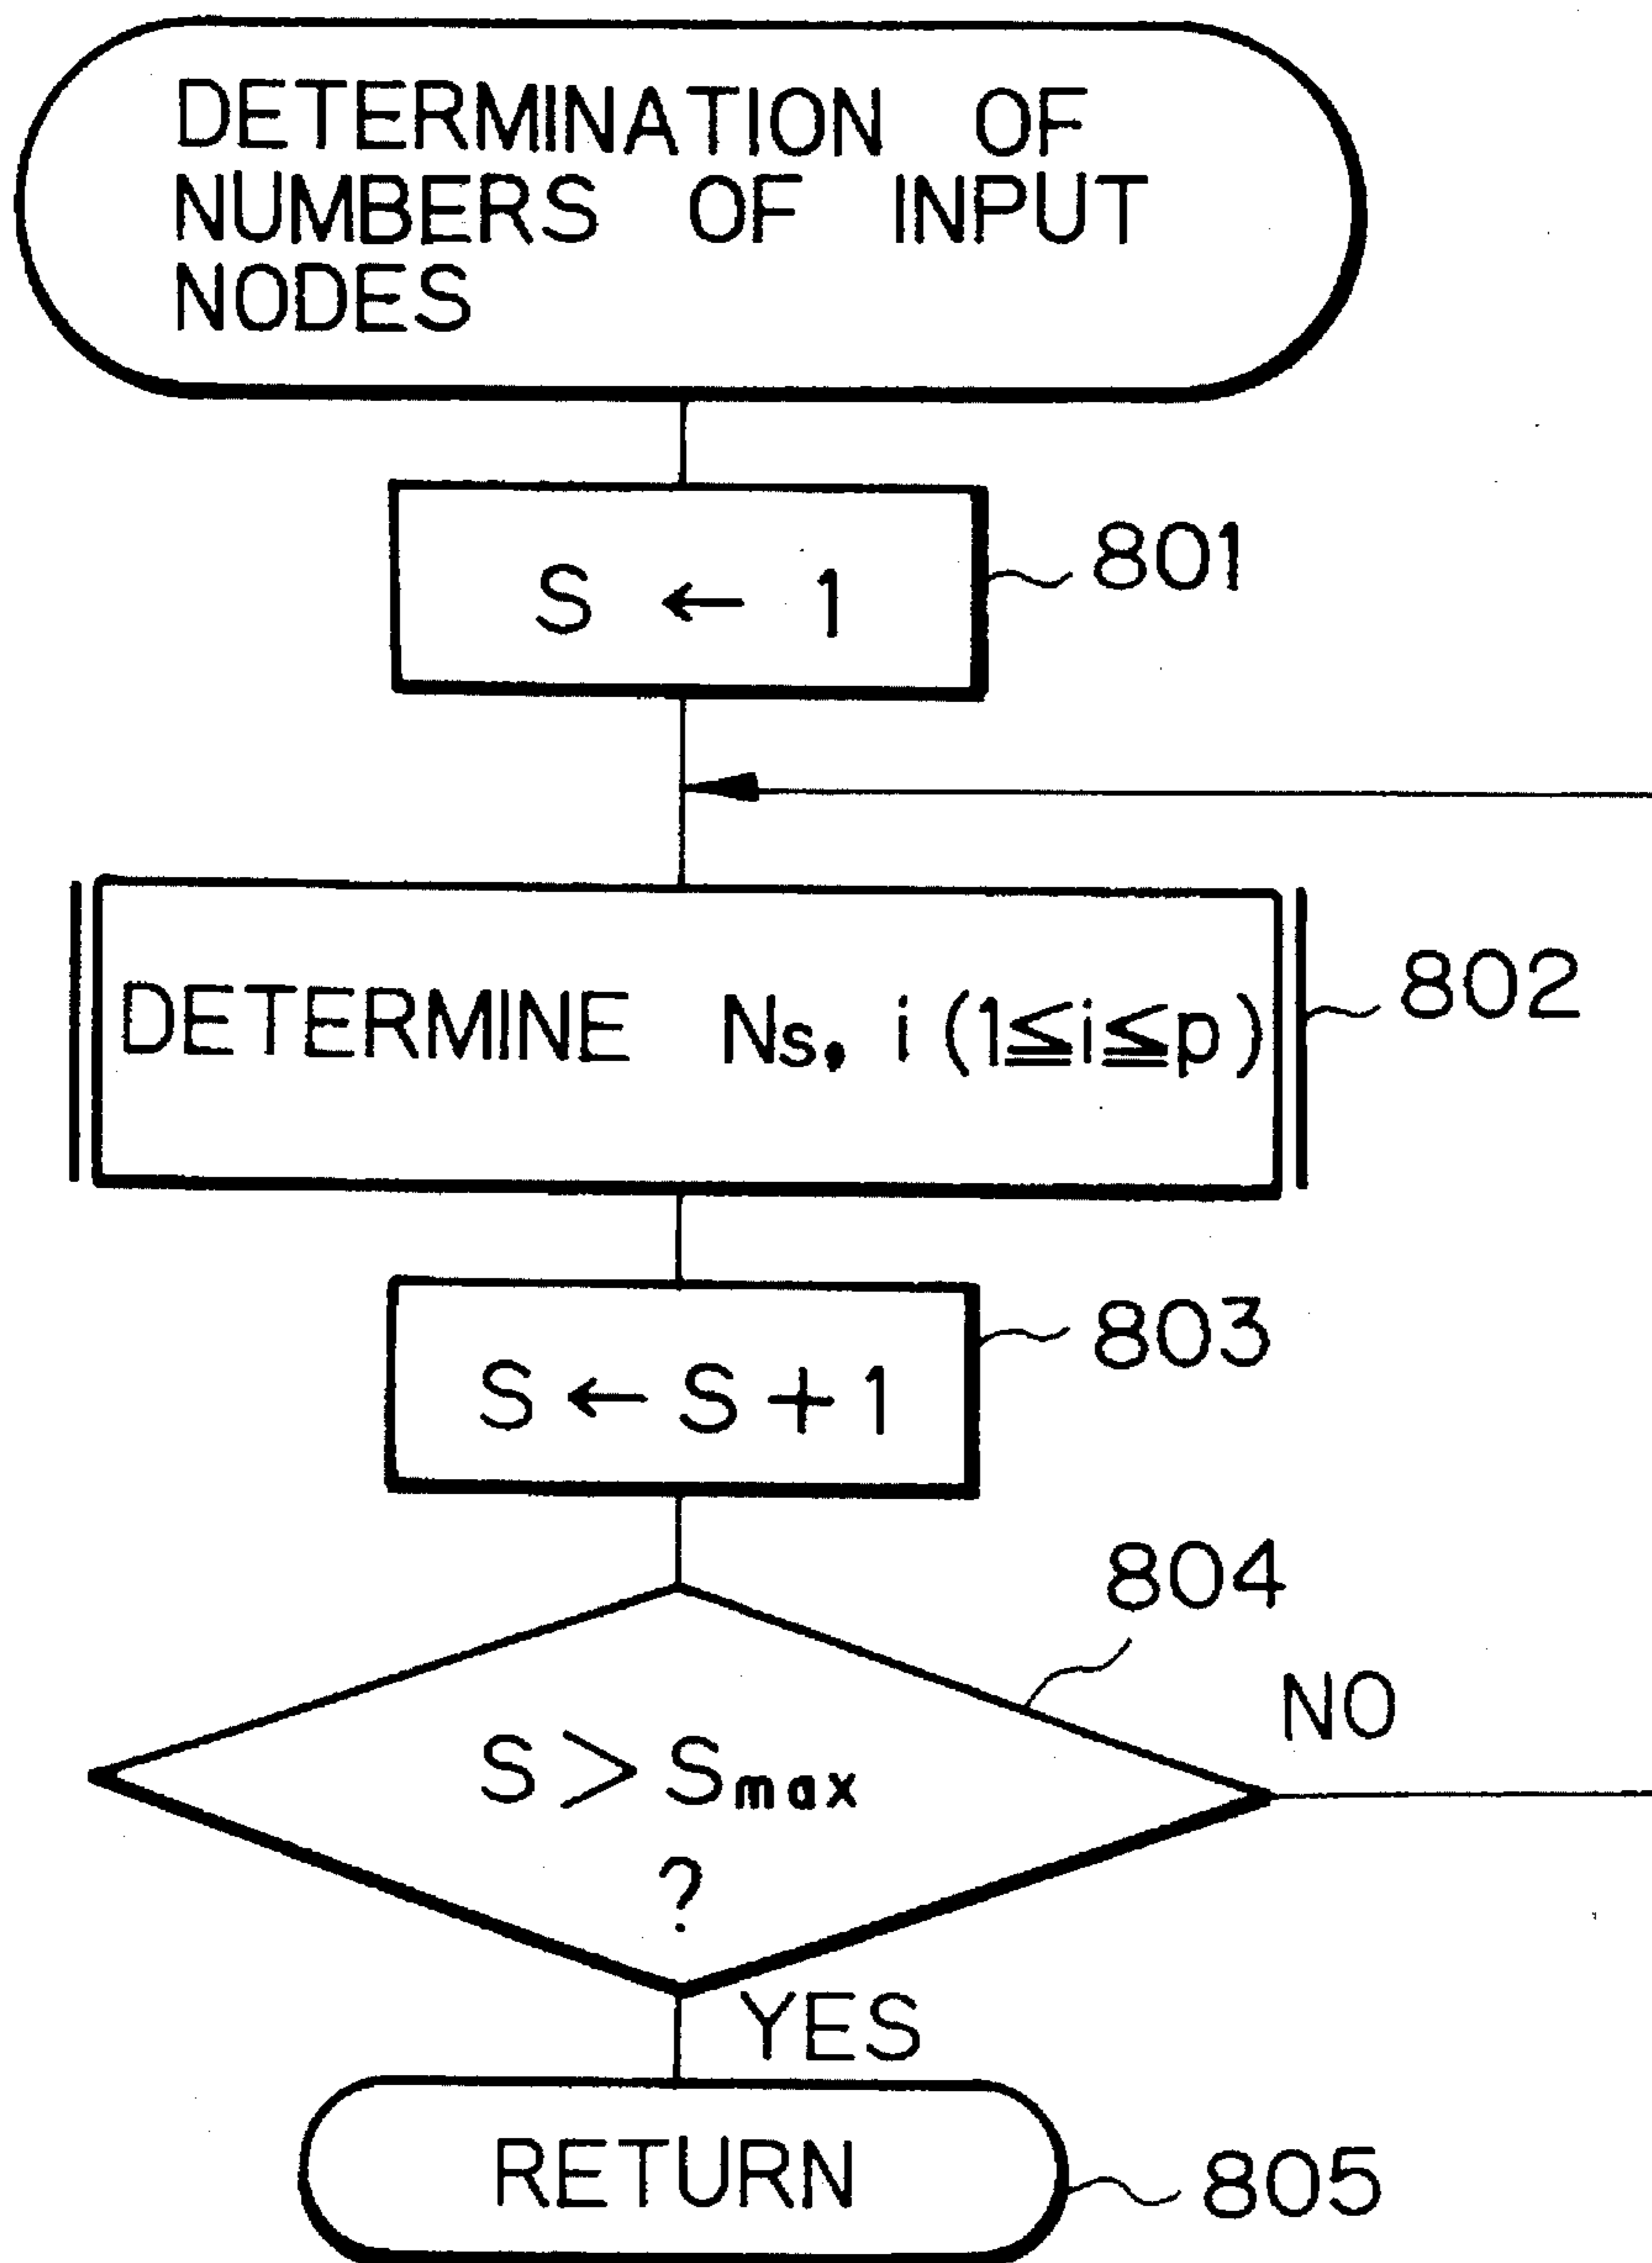 DETERMINATION OF
NUMBERS OF INPUT
NODES
S ← 1
801
DETERMINE Ns, i (1≦i≦p)
802
S ← S + 1
803
804
S > Smax
?
NO
YES
RETURN
805